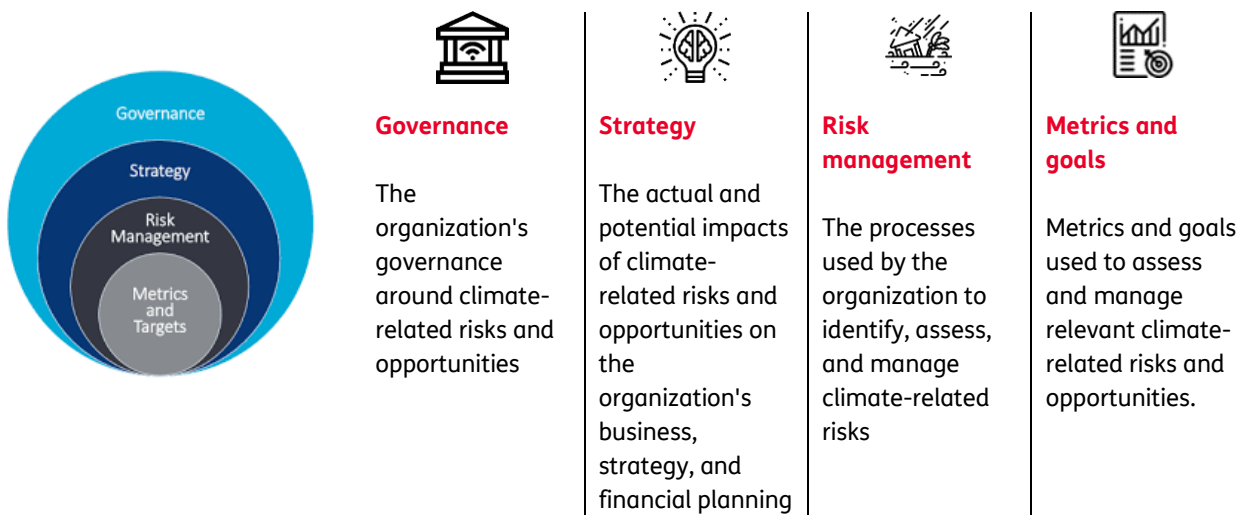 Governance
Strategy
Risk
Management
Metrics
and
Targets
Governance
The
organization's
governance
around climate-
related risks and
opportunities
Strategy
The actual and
potential impacts
of climate-
related risks and
opportunities on
the
organization's
business,
strategy, and
financial planning
Risk
management
The processes
used by the
organization to
identify, assess,
and manage
climate-related
risks
Metrics and
goals
Metrics and goals
used to assess
and manage
relevant climate-
related risks and
opportunities.